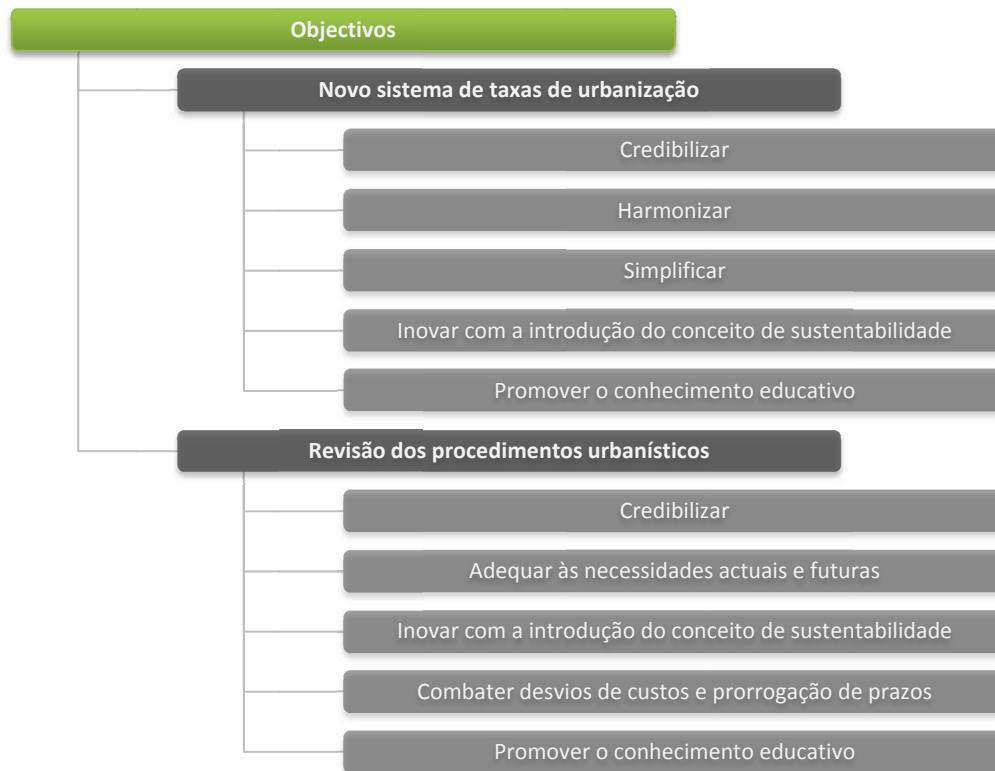 Objectivos
Novo sistema de taxas de urbanização
Credibilizar
Harmonizar
Simplificar
Inovar com a introdução do conceito de sustentabilidade
Promover o conhecimento educativo
Revisão dos procedimentos urbanísticos
Credibilizar
Adequar às necessidades actuais e futuras
Inovar com a introdução do conceito de sustentabilidade
Combater desvios de custos e prorrogação de prazos
Promover o conhecimento educativo